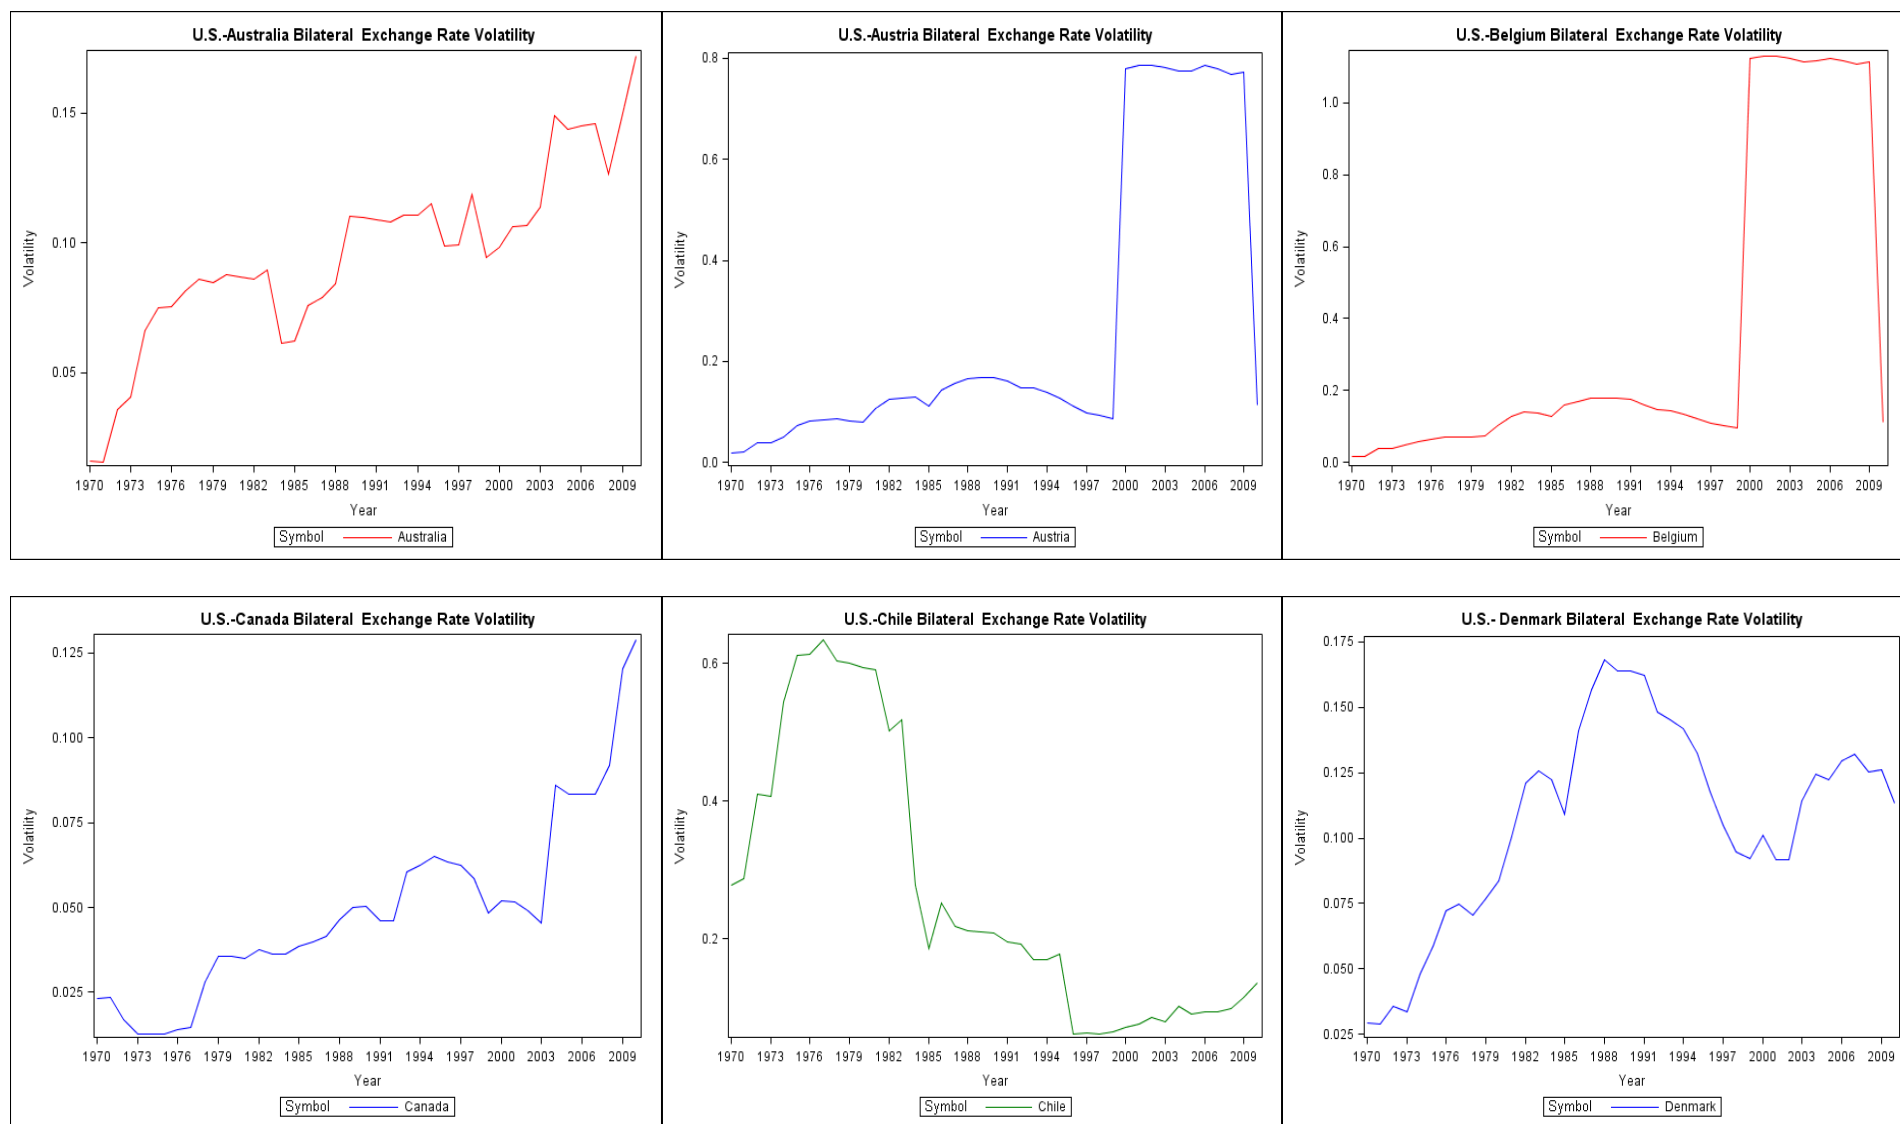 U.S.-Australia Bilateral Exchange Rate Volatility
0.15
0.10
0.05
Volatility
1970 1973 1976 1979 1982 1985 1988 1991 1994 1997 2000 2003 2006 2009
Year
Symbol Australia
U.S.-Austria Bilateral Exchange Rate Volatility
0.8
0.6
0.4
0.2
0.0
Volatility
1970 1973 1976 1979 1982 1985 1988 1991 1994 1997 2000 2003 2006 2009
Year
Symbol Austria
U.S.-Belgium Bilateral Exchange Rate Volatility
1.0
0.8
0.6
0.4
0.2
0.0
Volatility
1970 1973 1976 1979 1982 1985 1988 1991 1994 1997 2000 2003 2006 2009
Year
Symbol Belgium
U.S.-Canada Bilateral Exchange Rate Volatility
0.125
0.100
0.075
0.050
0.025
Volatility
1970 1973 1976 1979 1982 1985 1988 1991 1994 1997 2000 2003 2006 2009
Year
Symbol Canada
U.S.-Chile Bilateral Exchange Rate Volatility
0.6
0.4
0.2
Volatility
1970 1973 1976 1979 1982 1985 1988 1991 1994 1997 2000 2003 2006 2009
Year
Symbol Chile
U.S.- Denmark Bilateral Exchange Rate Volatility
0.175
0.150
0.125
0.100
0.075
0.050
0.025
Volatility
1970 1973 1976 1979 1982 1985 1988 1991 1994 1997 2000 2003 2006 2009
Year
Symbol Denmark